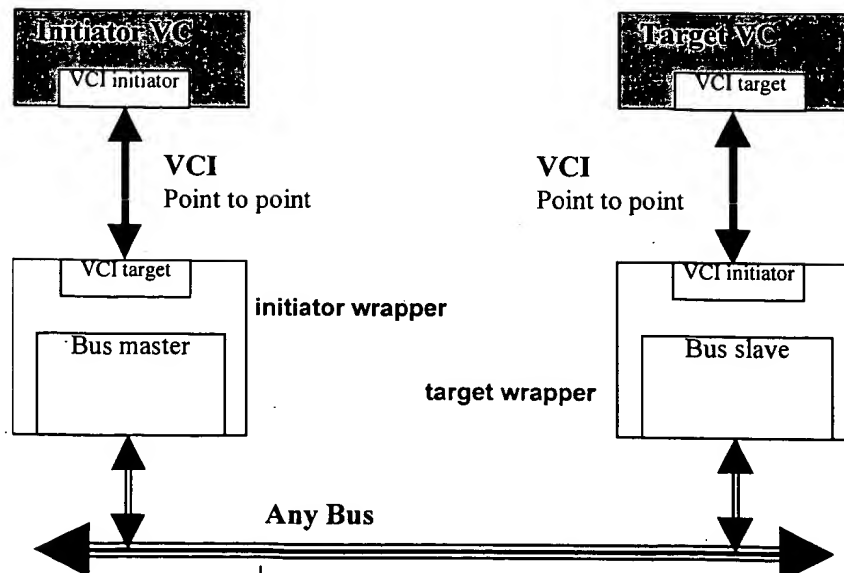 Initiator VC
Target VC
VCI initiator
VCI target
VCI
Point to point
VCI
Point to point
VCI target
VCI initiator
initiator wrapper
Bus master
Bus slave
target wrapper
Any Bus